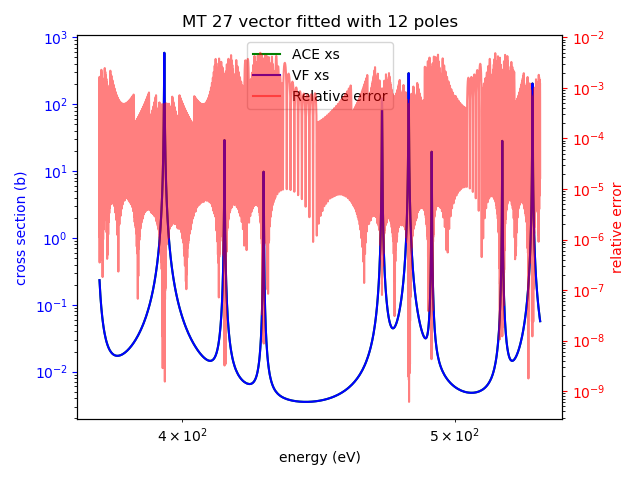 MT 27 vector fitted with 12 poles
ACE xs
VF xs
Relative error
cross section (b)
10³
10²
10¹
10⁰
10⁻¹
10⁻²
relative error
10⁻²
10⁻³
10⁻⁴
10⁻⁵
10⁻⁶
10⁻⁷
10⁻⁸
10⁻⁹
4 × 10²
5 × 10²
energy (eV)